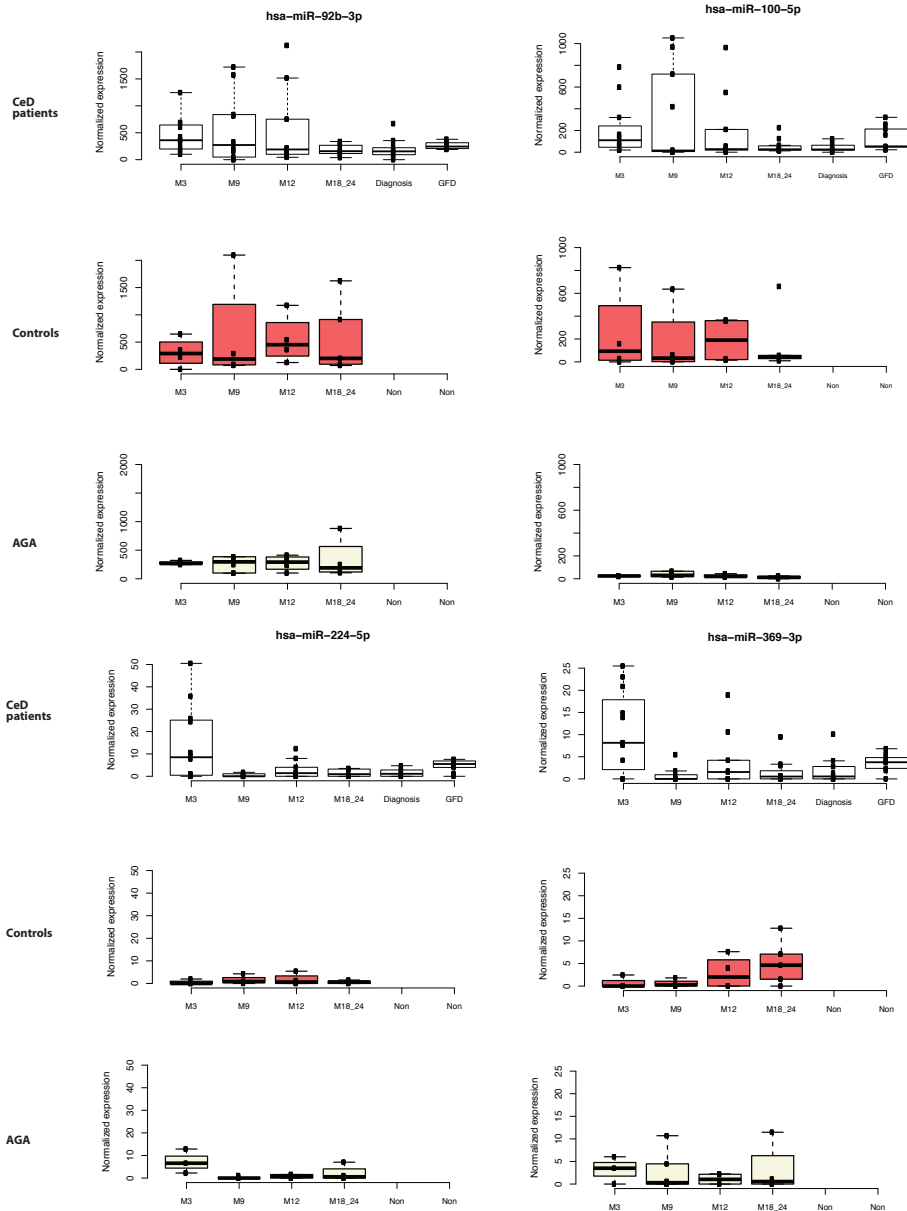 hsa−miR−92b−3p
CeD
patients
Normalized expression
0
500
1500
M3 M9 M12 M18_24 Diagnosis GFD
hsa−miR−100−5p
Normalized expression
0
200
600
1000
M3 M9 M12 M18_24 Diagnosis GFD
Controls
Normalized expression
0
500
1500
M3 M9 M12 M18_24 Non Non
Normalized expression
0
200
600
1000
M3 M9 M12 M18_24 Non Non
AGA
Normalized expression
0
500
1000
2000
M3 M9 M12 M18_24 Non Non
Normalized expression
0
200
600
1000
M3 M9 M12 M18_24 Non Non
hsa−miR−224−5p
CeD
patients
Normalized expression
0
10
20
30
40
50
M3 M9 M12 M18_24 Diagnosis GFD
hsa−miR−369−3p
Normalized expression
0
5
10
15
20
25
M3 M9 M12 M18_24 Diagnosis GFD
Controls
Normalized expression
0
10
20
30
40
50
M3 M9 M12 M18_24 Non Non
Normalized expression
0
5
10
15
20
25
M3 M9 M12 M18_24 Non Non
AGA
Normalized expression
0
10
20
30
40
50
M3 M9 M12 M18_24 Non Non
Normalized expression
0
5
10
15
20
25
M3 M9 M12 M18_24 Non Non